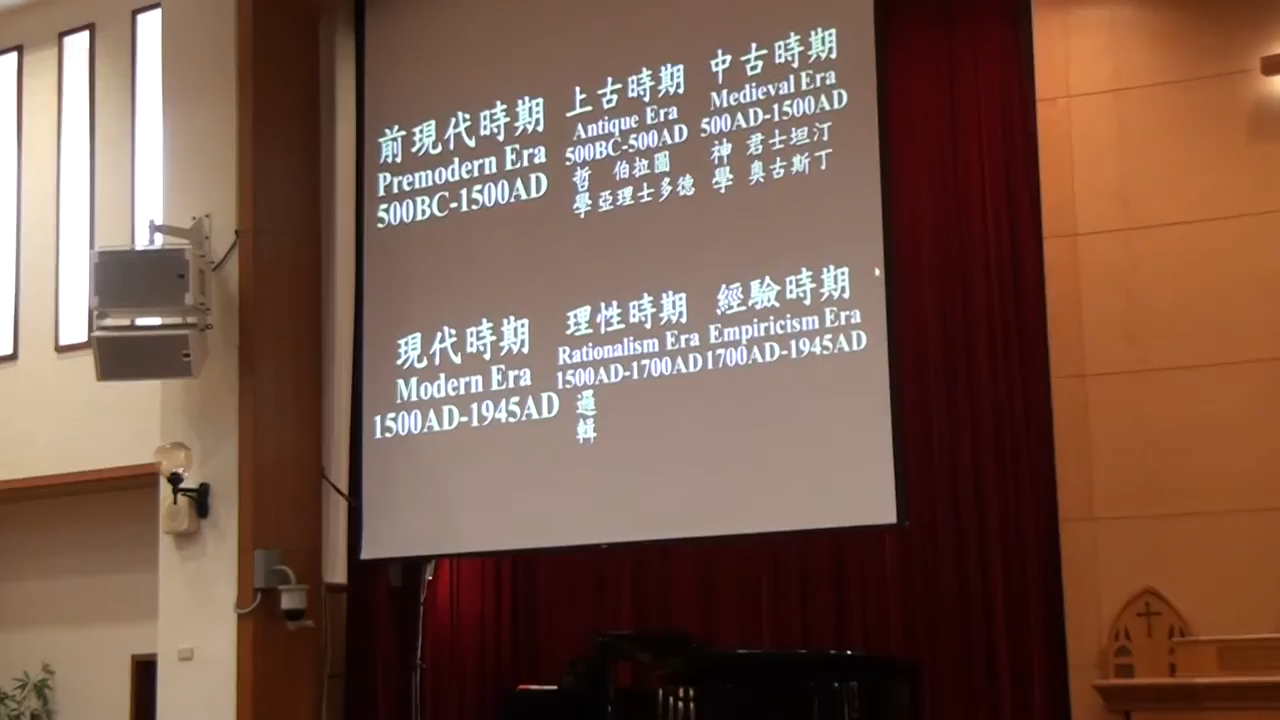 前現代時期
Premodern Era
500BC-1500AD
上古時期
Antique Era
500BC-500AD
哲學
伯拉圖
亞理士多德
中古時期
Medieval Era
500AD-1500AD
神學
君士坦汀
奧古斯丁
現代時期
Modern Era
1500AD-1945AD
理性時期
Rationalism Era
1500AD-1700AD
邏輯
經驗時期
Empiricism Era
1700AD-1945AD